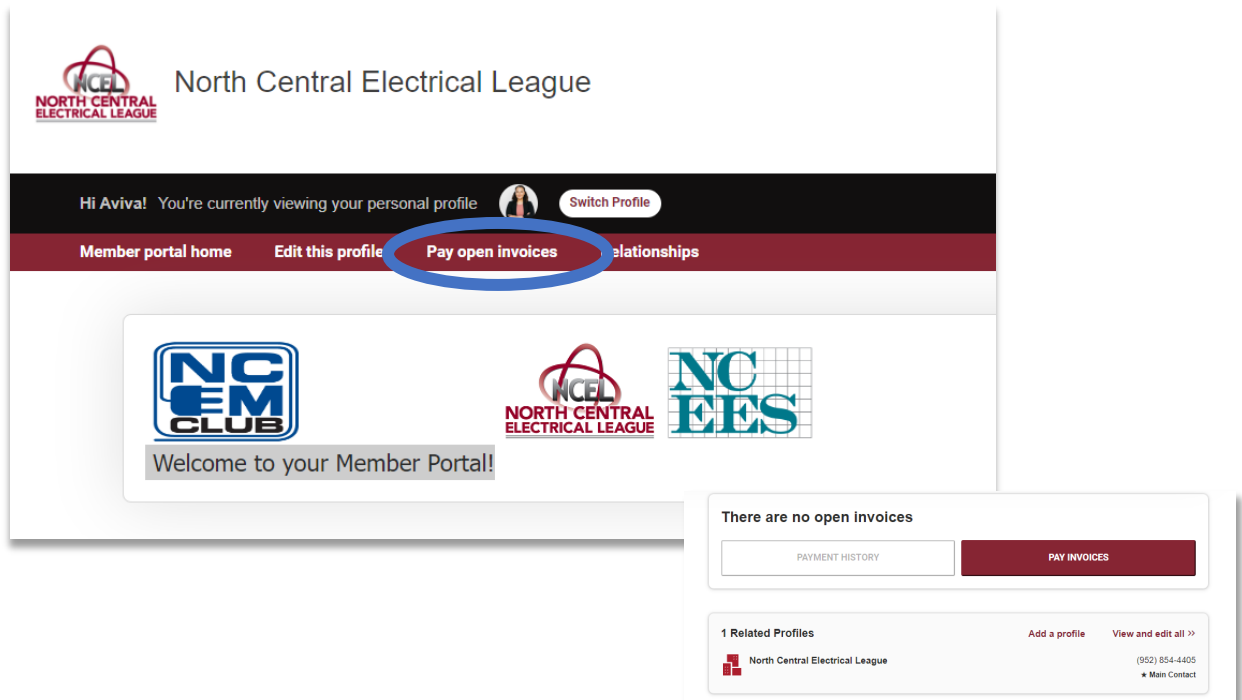 NCEL
NORTH CENTRAL
ELECTRICAL LEAGUE
North Central Electrical League
Hi Aviva! You're currently viewing your personal profile
Switch Profile
Member portal home Edit this profile Pay open invoices elationships
NC
EM
CLUB
NCEL
NORTH CENTRAL
ELECTRICAL LEAGUE
NC
EES
Welcome to your Member Portal!
There are no open invoices
PAYMENT HISTORY PAY INVOICES
1 Related Profiles Add a profile View and edit all >>
North Central Electrical League (952) 854-4405
★ Main Contact